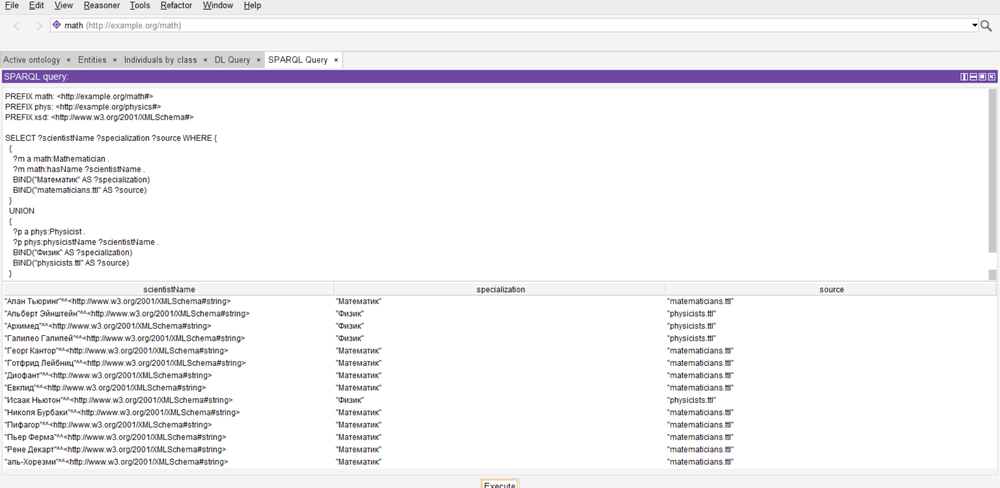 File Edit View Reasoner Tools Refactor Window Help
math (http://example.org/math)
Active ontology × Entities × Individuals by class × DL Query × SPARQL Query ×
SPARQL query:
PREFIX math: <http://example.org/math#>
PREFIX phys: <http://example.org/physics#>
PREFIX xsd: <http://www.w3.org/2001/XMLSchema#>
SELECT ?scientistName ?specialization ?source WHERE {
{
?m a math:Mathematician .
?m math:hasName ?scientistName .
BIND("Математик" AS ?specialization)
BIND("matematicians.ttl" AS ?source)
}
UNION
{
?p a phys:Physicist .
?p phys:physicistName ?scientistName .
BIND("Физик" AS ?specialization)
BIND("physicists.ttl" AS ?source)
}
scientistName specialization source
"Алан Тьюринг"^^<http://www.w3.org/2001/XMLSchema#string> "Математик" "matematicians.ttl"
"Альберт Эйнштейн"^^<http://www.w3.org/2001/XMLSchema#string> "Физик" "physicists.ttl"
"Архимед"^^<http://www.w3.org/2001/XMLSchema#string> "Физик" "physicists.ttl"
"Галилео Галилей"^^<http://www.w3.org/2001/XMLSchema#string> "Физик" "physicists.ttl"
"Георг Кантор"^^<http://www.w3.org/2001/XMLSchema#string> "Математик" "matematicians.ttl"
"Готфрид Лейбниц"^^<http://www.w3.org/2001/XMLSchema#string> "Математик" "matematicians.ttl"
"Диофант"^^<http://www.w3.org/2001/XMLSchema#string> "Математик" "matematicians.ttl"
"Евклид"^^<http://www.w3.org/2001/XMLSchema#string> "Математик" "matematicians.ttl"
"Исаак Ньютон"^^<http://www.w3.org/2001/XMLSchema#string> "Физик" "physicists.ttl"
"Николя Бурбаки"^^<http://www.w3.org/2001/XMLSchema#string> "Математик" "matematicians.ttl"
"Пифагор"^^<http://www.w3.org/2001/XMLSchema#string> "Математик" "matematicians.ttl"
"Пьер Ферма"^^<http://www.w3.org/2001/XMLSchema#string> "Математик" "matematicians.ttl"
"Рене Декарт"^^<http://www.w3.org/2001/XMLSchema#string> "Математик" "matematicians.ttl"
"аль-Хорезми"^^<http://www.w3.org/2001/XMLSchema#string> "Математик" "matematicians.ttl"
Execute